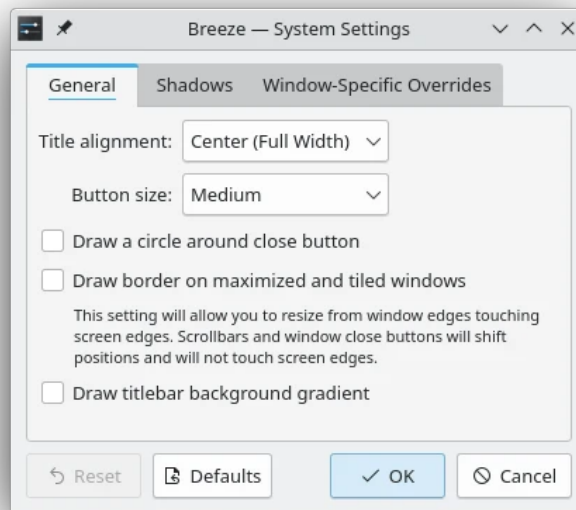 Breeze — System Settings
General
Shadows
Window-Specific Overrides
Title alignment:
Center (Full Width)
Button size:
Medium
Draw a circle around close button
Draw border on maximized and tiled windows
This setting will allow you to resize from window edges touching
screen edges. Scrollbars and window close buttons will shift
positions and will not touch screen edges.
Draw titlebar background gradient
Reset
Defaults
OK
Cancel